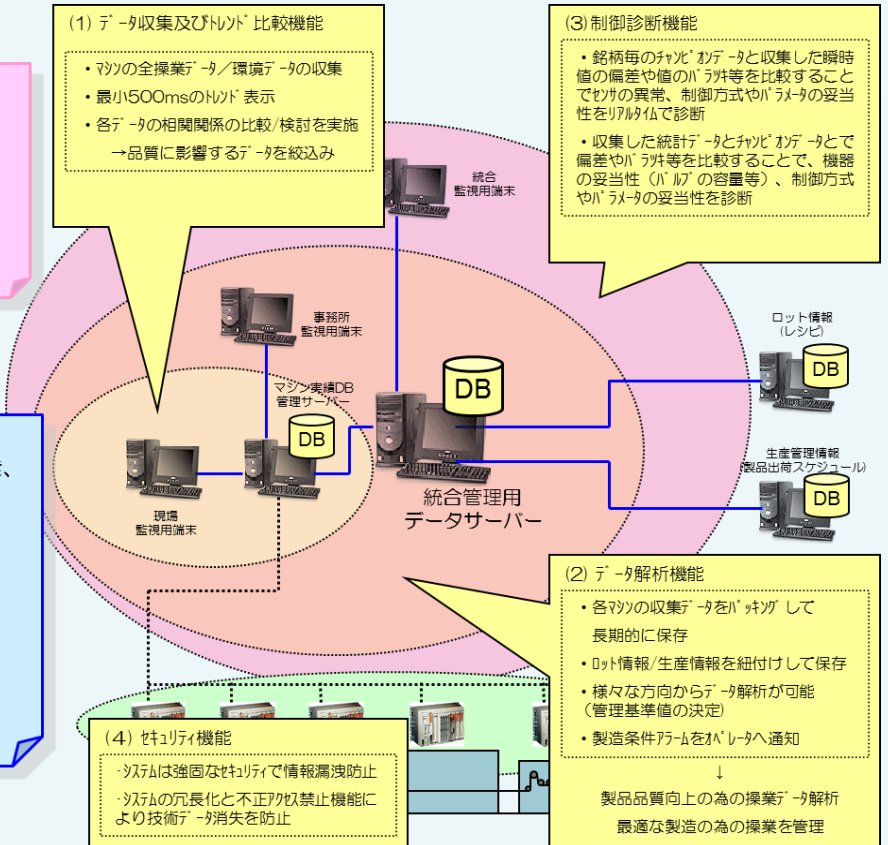 (1) ﾃﾞｰﾀ収集及びﾄﾚﾝﾄﾞ比較機能
・ﾏｼﾝの全操業ﾃﾞｰﾀ／環境データの収集
・最小500msのﾄﾚﾝﾄﾞ表示
・各ﾃﾞｰﾀの相関関係の比較/検討を実施
→品質に影響するデータを絞込み
(3)制御診断機能
・銘柄毎のﾁｬﾝﾋﾟｵﾝデータと収集した瞬時
値の偏差や値のﾊﾞﾗﾂｷ等を比較すること
でｾﾝｻの異常、制御方式やﾊﾟﾗﾒｰﾀの妥当
性をﾘｱﾙﾀｲﾑで診断
・収集した統計データとﾁｬﾝﾋﾟｵﾝデータとで
偏差やﾊﾞﾗﾂｷ等を比較することで、機器
の妥当性（ﾊﾞﾙﾌﾞの容量等）、制御方式
やﾊﾟﾗﾒｰﾀの妥当性を診断
統合
監視用端末
事務所
監視用端末
ロット情報
(レシピ)
DB
マシン実績DB
管理サーバー
DB
DB
現場
監視用端末
統合管理用
データサーバー
生産管理情報
(製品出荷スケジュール)
DB
、
(2) ﾃﾞｰﾀ解析機能
・各ﾏｼﾝの収集ﾃﾞｰﾀをﾊﾟｯｷﾝｸﾞして
長期的に保存
・ﾛｯﾄ情報/生産情報を紐付けして保存
・様々な方向からﾃﾞｰﾀ解析が可能
（管理基準値の決定)
・製造条件ｱﾗｰﾑをｵﾍﾟﾚｰﾀへ通知
↓
製品品質向上の為の操業ﾃﾞｰﾀ解析
最適な製造の為の操業を管理
(4) ｾｷｭﾘﾃｨ機能
･ｼｽﾃﾑは強固なｾｷｭﾘﾃｨで情報漏洩防止
･ｼｽﾃﾑの冗長化と不正ｱｸｾｽ禁止機能に
より技術ﾃﾞｰﾀ消失を防止